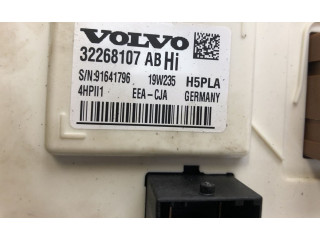 VOLVO
32268107 AB Hi
S/N:91641796 19W235 H5PLA
4HPII1 EEA-CJA GERMANY